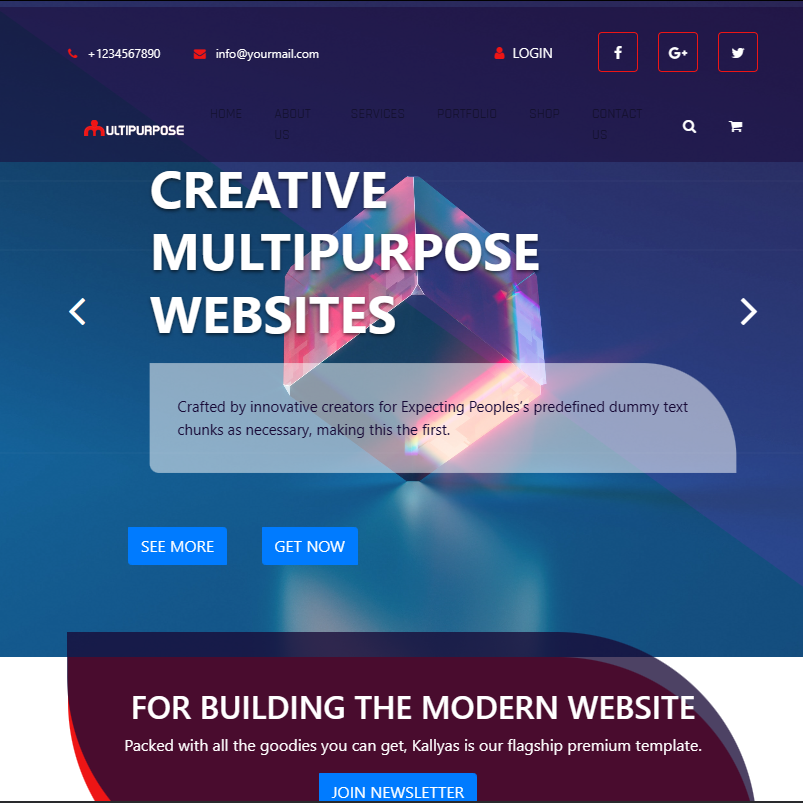 +1234567890 info@yourmail.com LOGIN
G+
ULTIPURPOSE HOME ABOUT US SERVICES PORTFOLIO SHOP CONTACT US
CREATIVE
MULTIPURPOSE
WEBSITES
Crafted by innovative creators for Expecting Peoples’s predefined dummy text
chunks as necessary, making this the first.
SEE MORE GET NOW
FOR BUILDING THE MODERN WEBSITE
Packed with all the goodies you can get, Kallyas is our flagship premium template.
JOIN NEWSLETTER